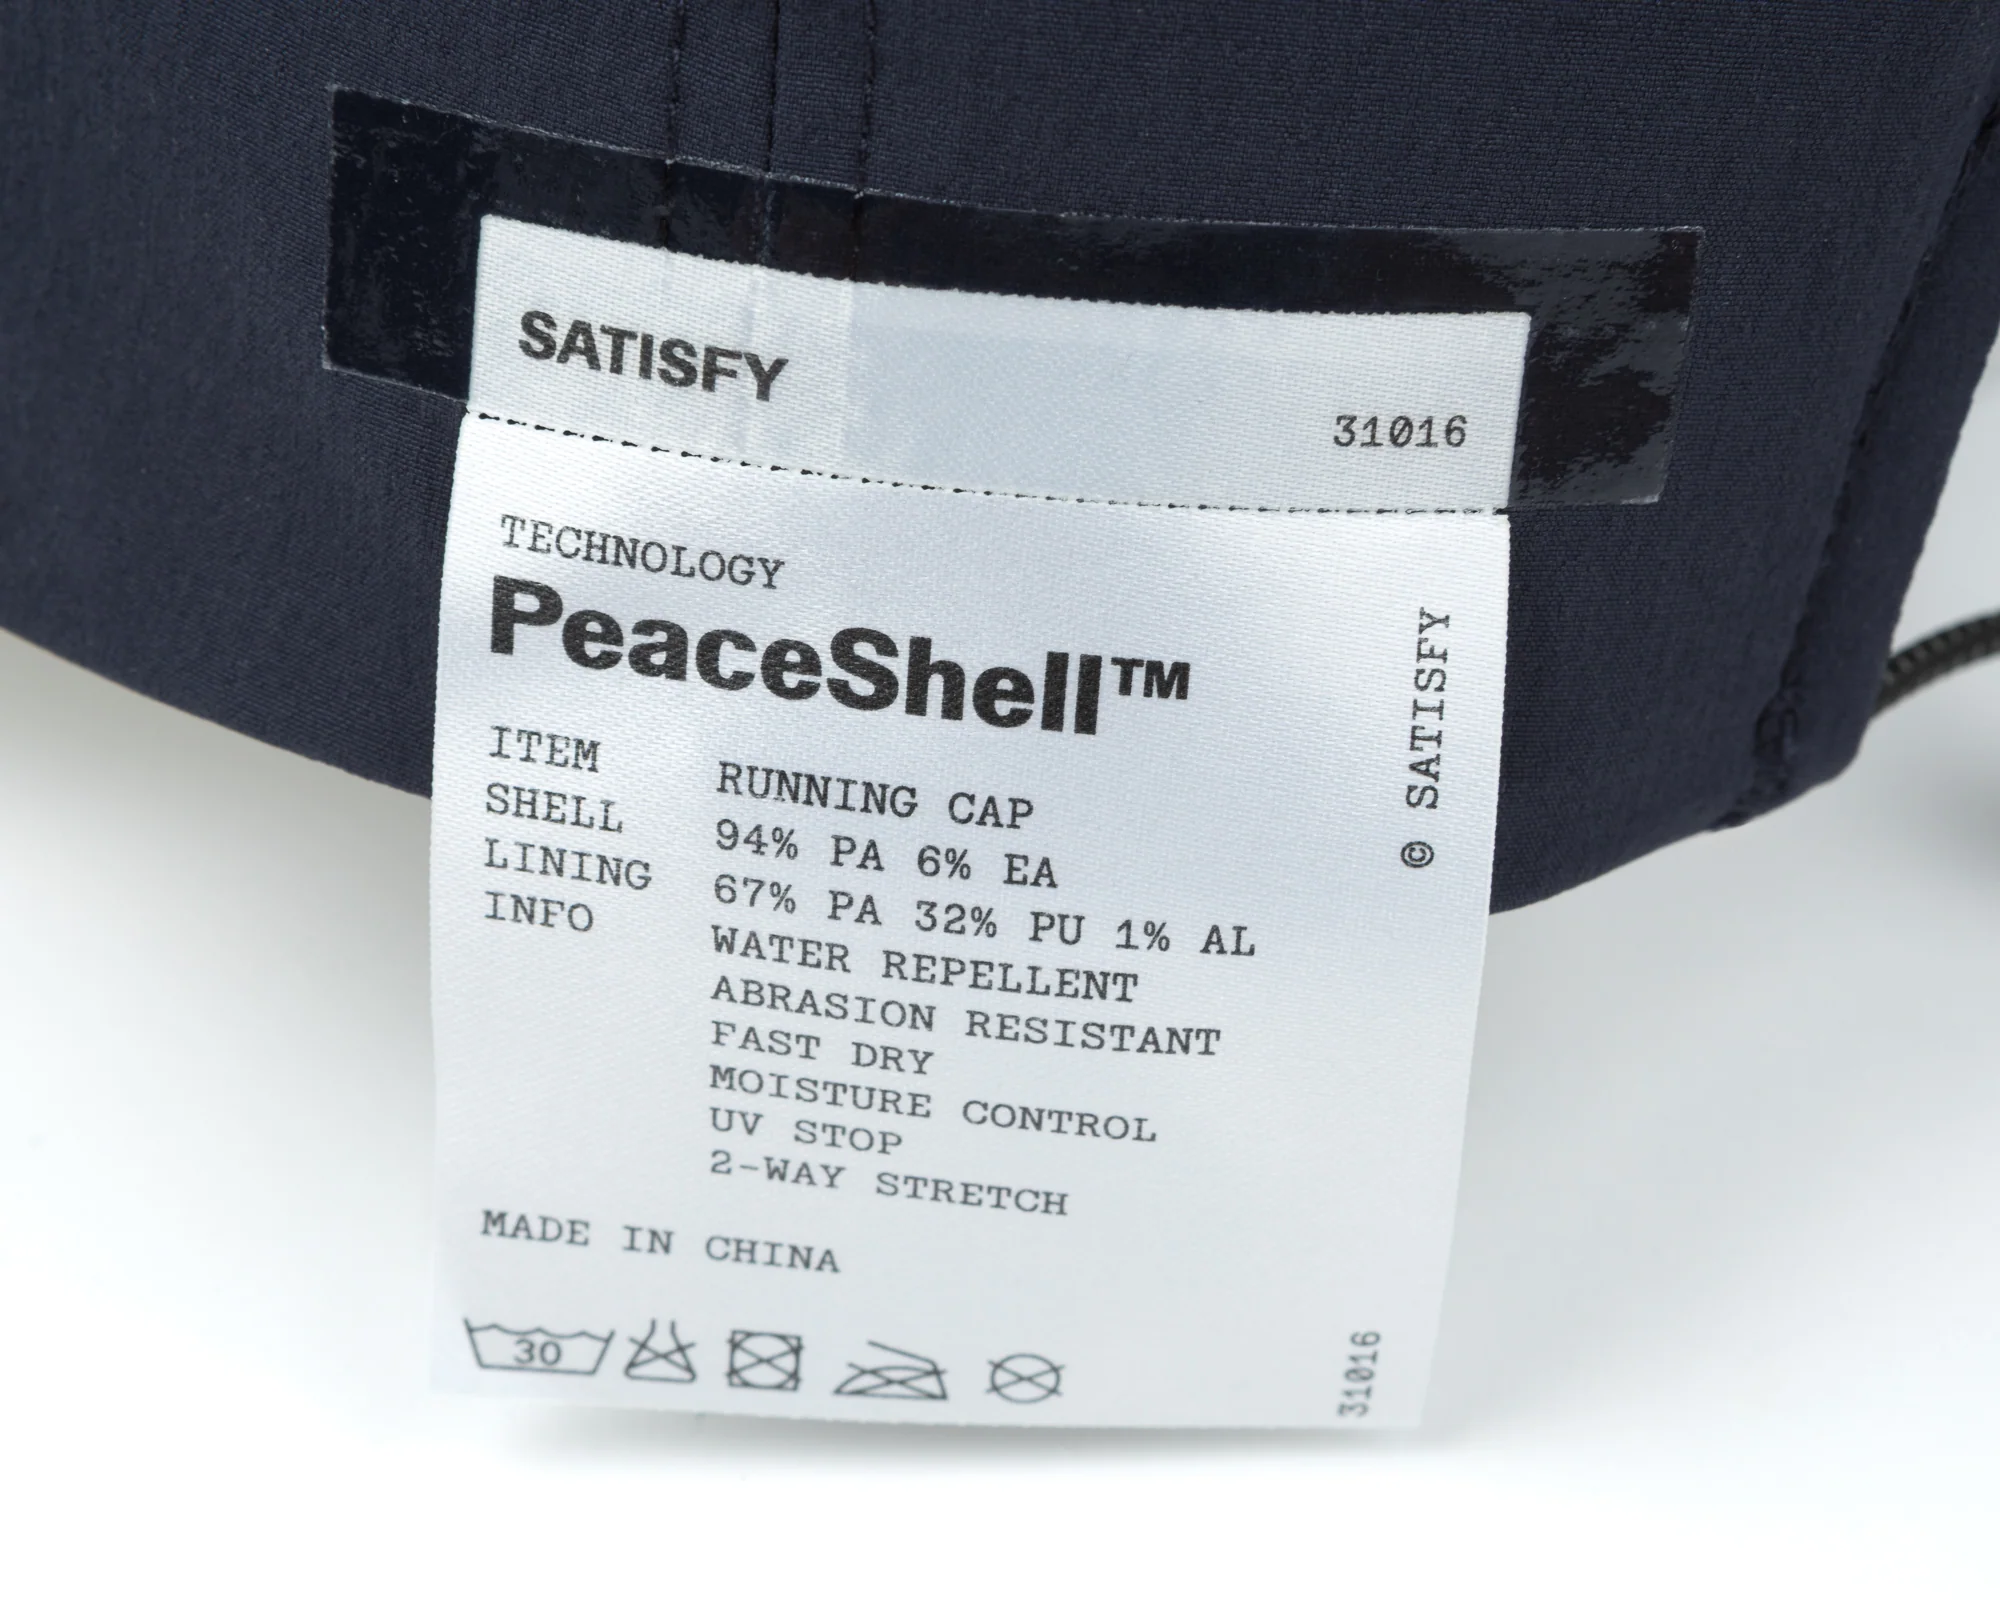 SATISFY
31016
TECHNOLOGY
PeaceShell™
ITEM RUNNING CAP
SHELL 94% PA 6% EA
LINING 67% PA 32% PU 1% AL
INFO WATER REPELLENT
ABRASION RESISTANT
FAST DRY
MOISTURE CONTROL
UV STOP
2-WAY STRETCH
MADE IN CHINA
30
© SATISFY
31016